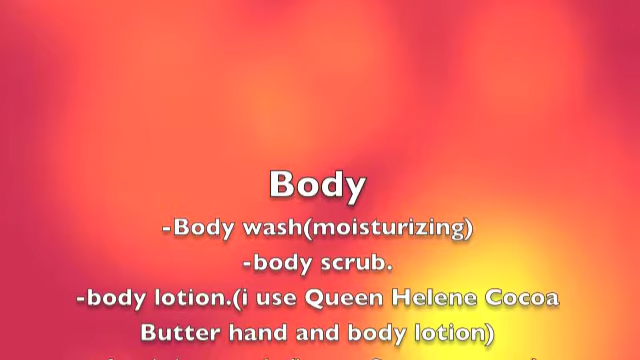 Body
-Body wash(moisturizing)
-body scrub.
-body lotion.(i use Queen Helene Cocoa
Butter hand and body lotion)